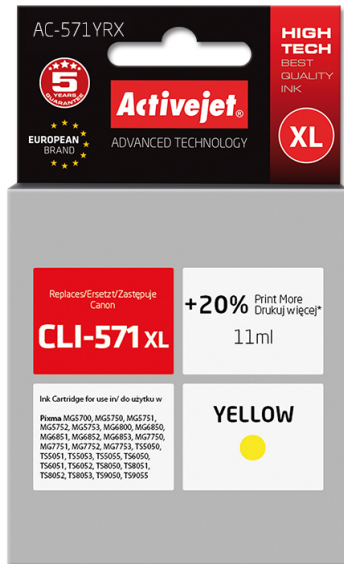 AC-571YRX
HIGH
TECH
BEST
QUALITY
INK
XL
5
YEARS
GUARANTEE
EUROPEAN
BRAND
Activejet®
ADVANCED TECHNOLOGY
Replaces/Ersetzt/Zastępuje
Canon
CLI-571 XL
+20% Print More
Drukuj więcej*
11ml
Ink Cartridge for use in/ do użytku w
Pixma MG5700, MG5750, MG5751,
MG5752, MG5753, MG6800, MG6850,
MG6851, MG6852, MG6853, MG7750,
MG7751, MG7752, MG7753, TS5050,
TS5051, TS5053, TS5055, TS6050,
TS6051, TS6052, TS8050, TS8051,
TS8052, TS8053, TS9050, TS9055
YELLOW